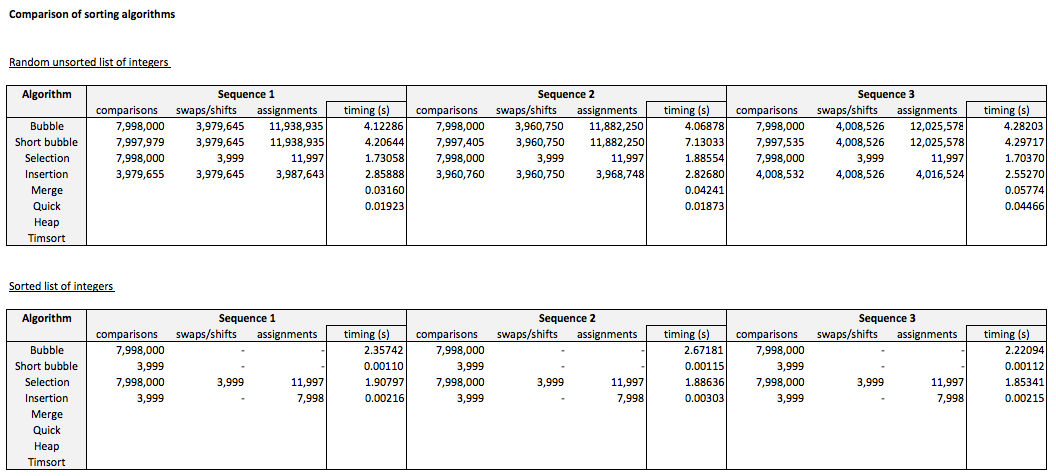 Comparison of sorting algorithms
Random unsorted list of integers
Algorithm Sequence 1 Sequence 2 Sequence 3
comparisons swaps/shifts assignments timing (s) comparisons swaps/shifts assignments timing (s) comparisons swaps/shifts assignments timing (s)
Bubble 7,998,000 3,979,645 11,938,935 4.12286 7,998,000 3,960,750 11,882,250 4.06878 7,998,000 4,008,526 12,025,578 4.28203
Short bubble 7,997,979 3,979,645 11,938,935 4.20644 7,997,405 3,960,750 11,882,250 7.13033 7,997,535 4,008,526 12,025,578 4.29717
Selection 7,998,000 3,999 11,997 1.73058 7,998,000 3,999 11,997 1.88554 7,998,000 3,999 11,997 1.70370
Insertion 3,979,655 3,979,645 3,987,643 2.85888 3,960,760 3,960,750 3,968,748 2.82680 4,008,532 4,008,526 4,016,524 2.55270
Merge 0.03160 0.04241 0.05774
Quick 0.01923 0.01873 0.04466
Heap
Timsort
Sorted list of integers
Algorithm Sequence 1 Sequence 2 Sequence 3
comparisons swaps/shifts assignments timing (s) comparisons swaps/shifts assignments timing (s) comparisons swaps/shifts assignments timing (s)
Bubble 7,998,000 - - 2.35742 7,998,000 - - 2.67181 7,998,000 - - 2.22094
Short bubble 3,999 - - 0.00110 3,999 - - 0.00115 3,999 - - 0.00112
Selection 7,998,000 3,999 11,997 1.90797 7,998,000 3,999 11,997 1.88636 7,998,000 3,999 11,997 1.85341
Insertion 3,999 - 7,998 0.00216 3,999 - 7,998 0.00303 3,999 - 7,998 0.00215
Merge
Quick
Heap
Timsort